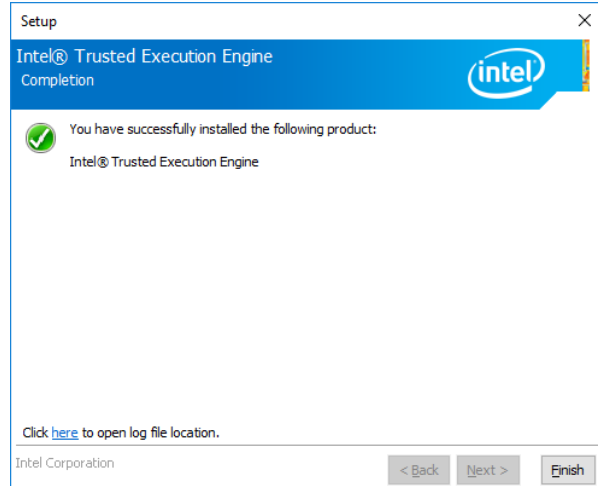 Setup
Intel® Trusted Execution Engine
Completion
intel
You have successfully installed the following product:
Intel® Trusted Execution Engine
Click here to open log file location.
Intel Corporation
< Back Next > Finish